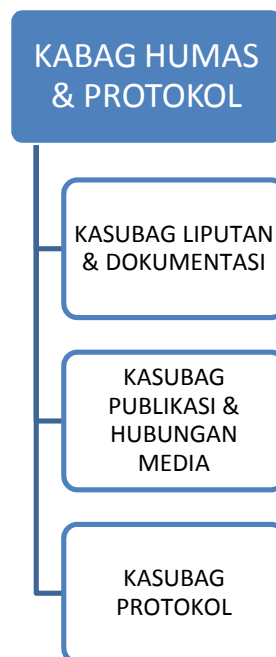 KABAG HUMAS
& PROTOKOL
KASUBAG LIPUTAN
& DOKUMENTASI
KASUBAG
PUBLIKASI &
HUBUNGAN
MEDIA
KASUBAG
PROTOKOL